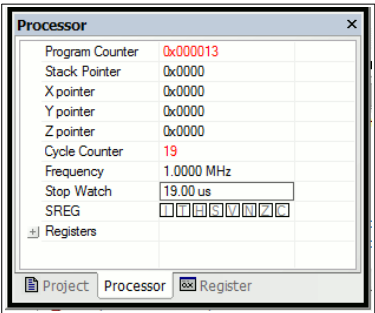 Processor ×
Program Counter 0x000013
Stack Pointer 0x0000
X pointer 0x0000
Y pointer 0x0000
Z pointer 0x0000
Cycle Counter 19
Frequency 1.0000 MHz
Stop Watch 19.00 us
SREG I T H S V N Z C
+ Registers
Project Processor Register